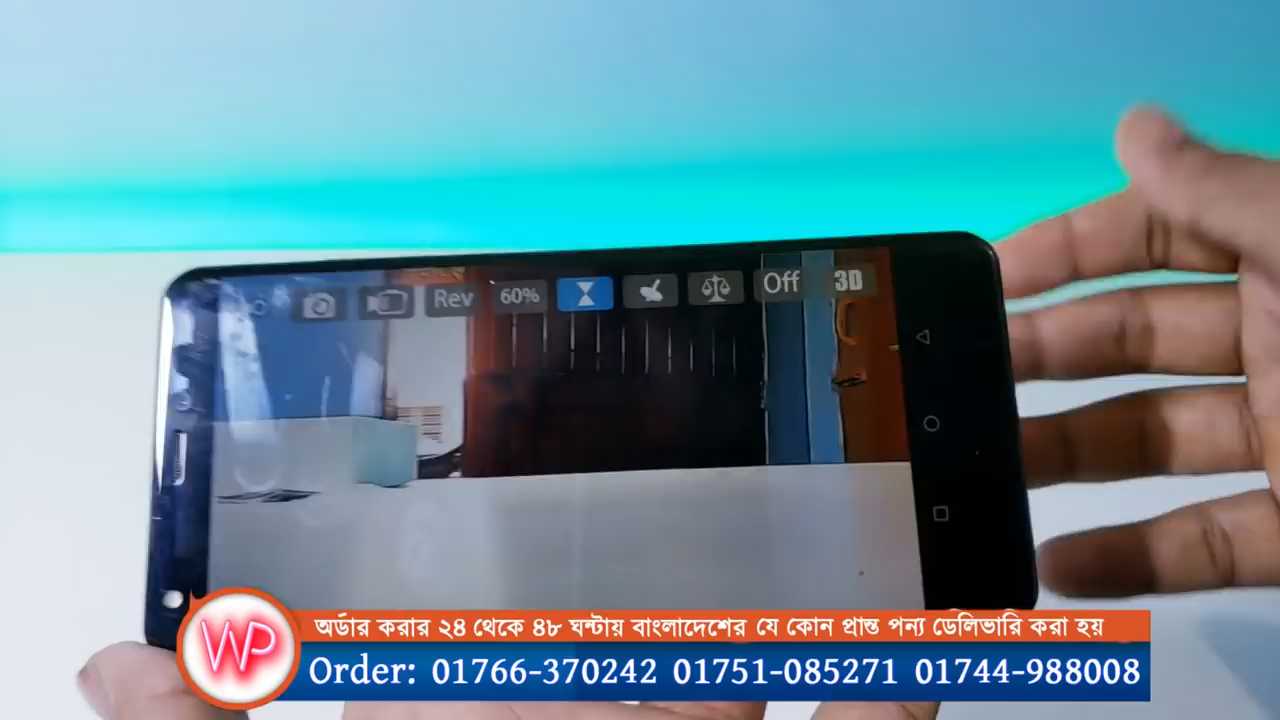 Rev 60% Off 3D
WP
অর্ডার করার ২৪ থেকে ৪৮ ঘন্টায় বাংলাদেশের যে কোন প্রান্ত পন্য ডেলিভারি করা হয়
Order: 01766-370242 01751-085271 01744-988008